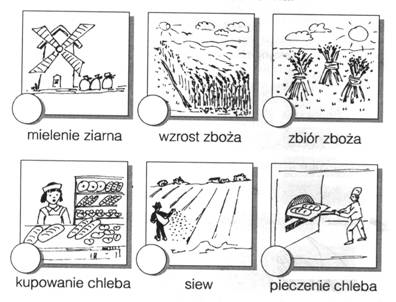 mielenie ziarna
wzrost zboża
zbiór zboża
kupowanie chleba
siew
pieczenie chleba